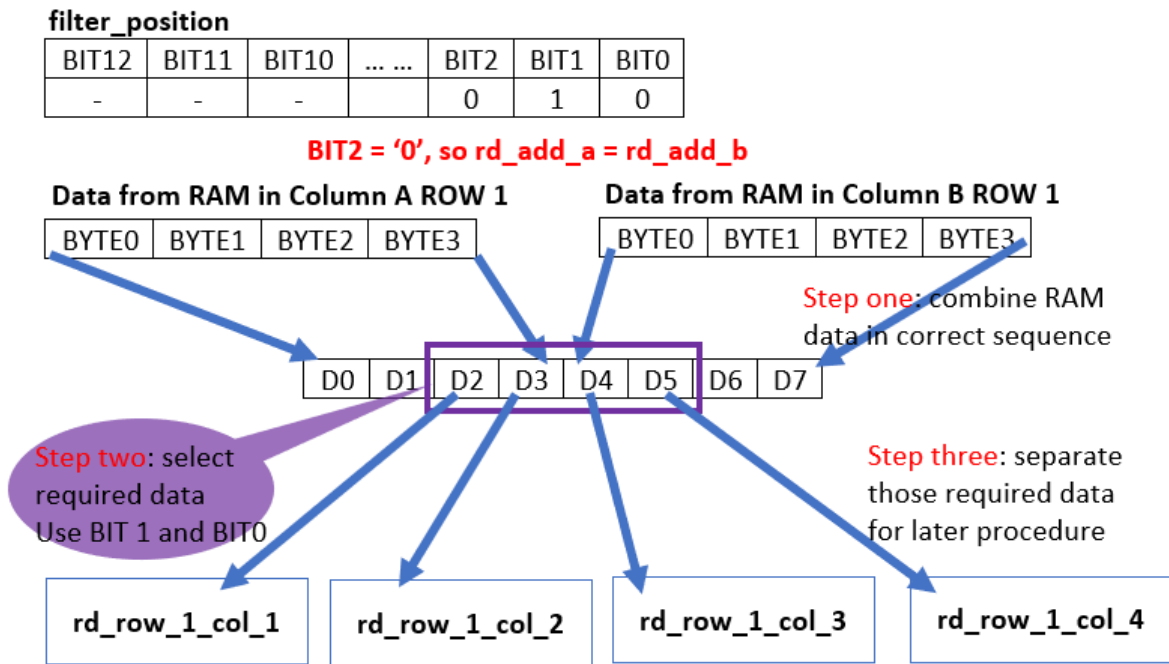 filter_position
BIT12 BIT11 BIT10 ... ... BIT2 BIT1 BIT0
- - - 0 1 0
BIT2 = ‘0’, so rd_add_a = rd_add_b
Data from RAM in Column A ROW 1
Data from RAM in Column B ROW 1
BYTE0 BYTE1 BYTE2 BYTE3
BYTE0 BYTE1 BYTE2 BYTE3
Step one: combine RAM
data in correct sequence
D0 D1 D2 D3 D4 D5 D6 D7
Step two: select
required data
Use BIT 1 and BIT0
Step three: separate
those required data
for later procedure
rd_row_1_col_1
rd_row_1_col_2
rd_row_1_col_3
rd_row_1_col_4